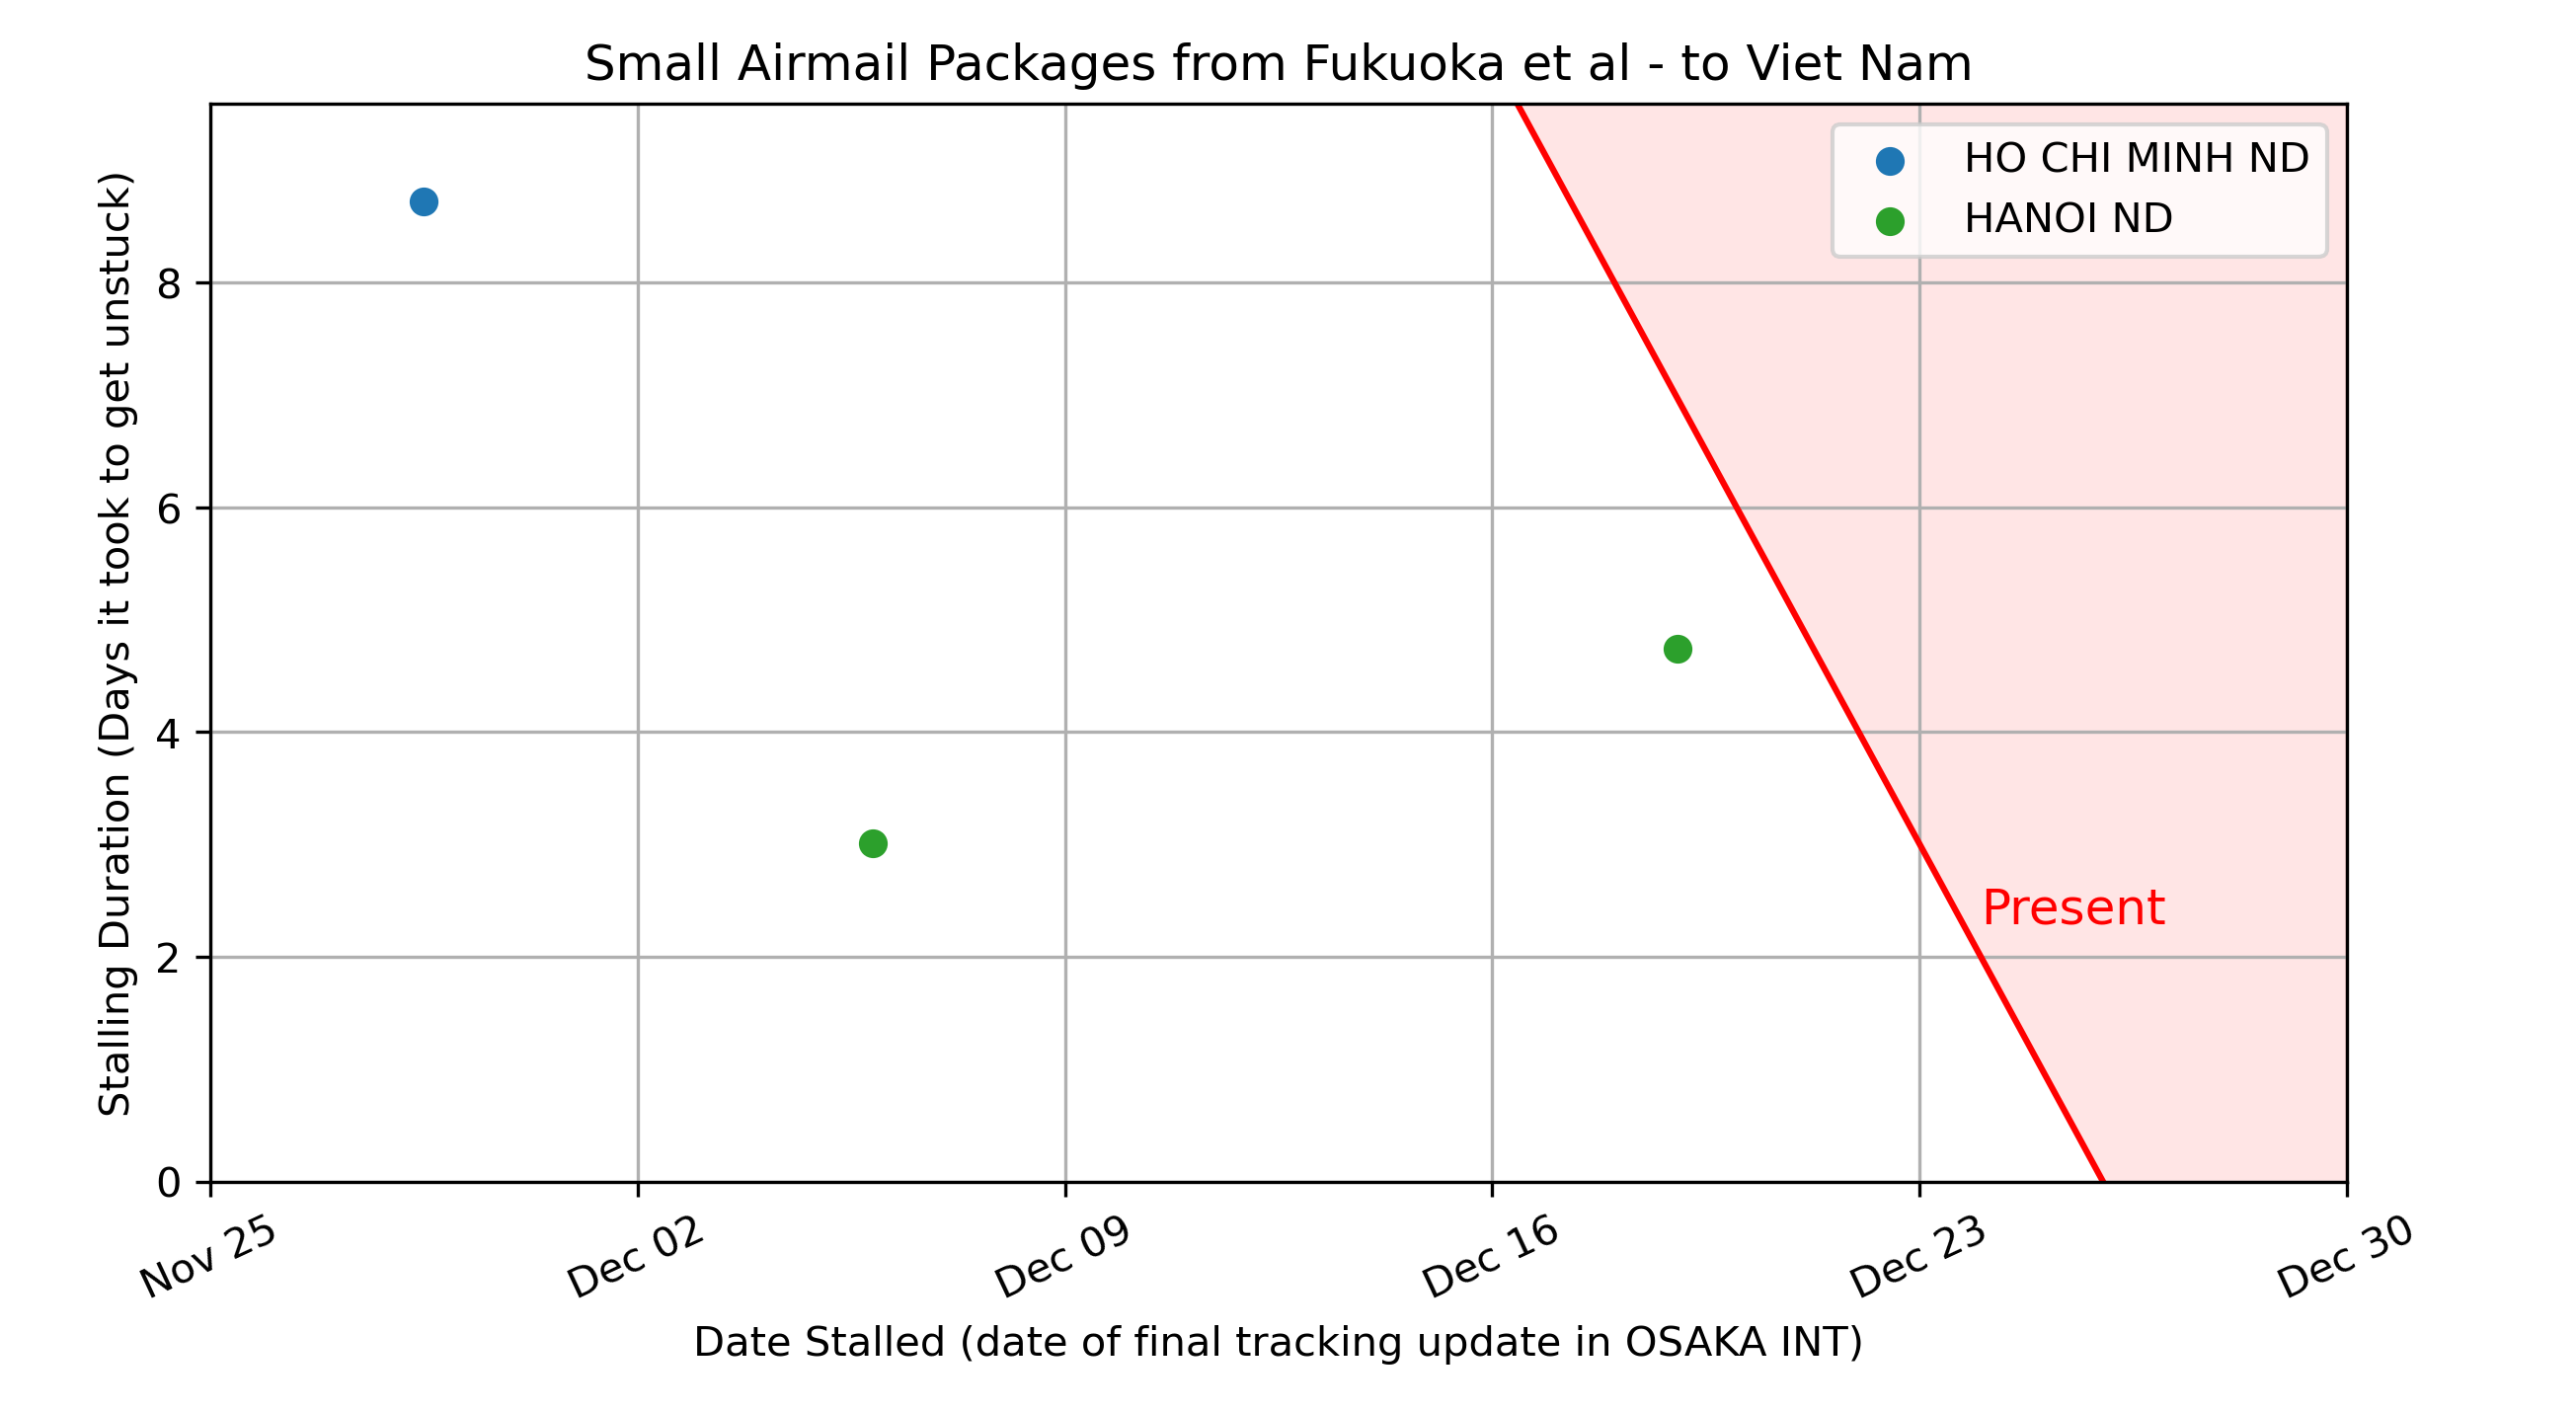 Small Airmail Packages from Fukuoka et al - to Viet Nam
HO CHI MINH ND
HANOI ND
Stalling Duration (Days it took to get unstuck)
8
6
4
2
0
Present
Nov 25
Dec 02
Dec 09
Dec 16
Dec 23
Dec 30
Date Stalled (date of final tracking update in OSAKA INT)